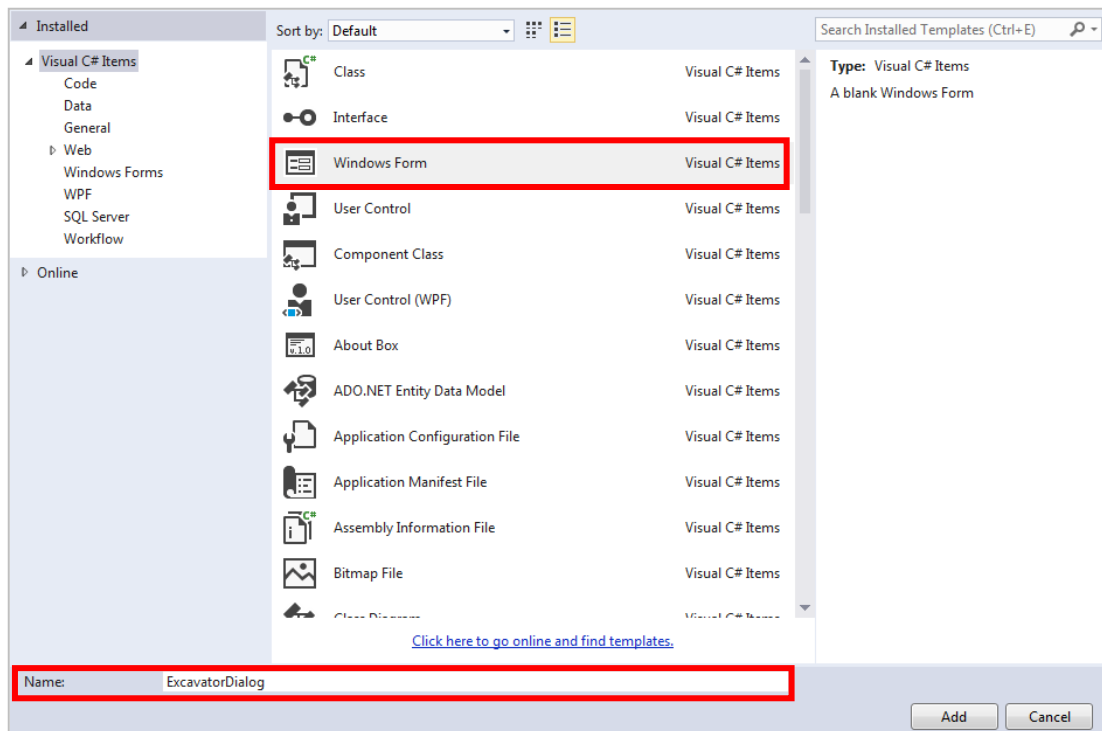 Installed
Visual C# Items
Code
Data
General
Web
Windows Forms
WPF
SQL Server
Workflow
Online
Sort by: Default
Class Visual C# Items
Interface Visual C# Items
Windows Form Visual C# Items
User Control Visual C# Items
Component Class Visual C# Items
User Control (WPF) Visual C# Items
About Box Visual C# Items
ADO.NET Entity Data Model Visual C# Items
Application Configuration File Visual C# Items
Application Manifest File Visual C# Items
Assembly Information File Visual C# Items
Bitmap File Visual C# Items
Class Diagram Visual C# Items
Click here to go online and find templates.
Search Installed Templates (Ctrl+E)
Type: Visual C# Items
A blank Windows Form
Name: ExcavatorDialog
Add Cancel